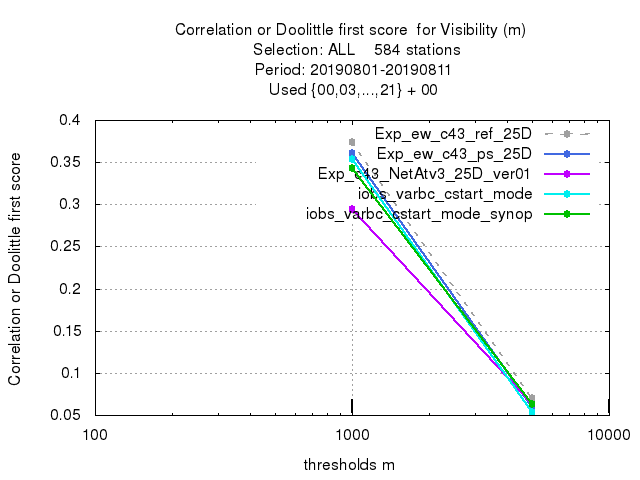 Correlation or Doolittle first score  for Visibility (m)
Selection: ALL    584 stations
Period: 20190801-20190811
Used {00,03,...,21} + 00
Correlation or Doolittle first score
0.4
0.35
0.3
0.25
0.2
0.15
0.1
0.05
Exp_ew_c43_ref_25D
Exp_ew_c43_ps_25D
Exp_c43_NetAtv3_25D_ver01
iobs_varbc_cstart_mode
iobs_varbc_cstart_mode_synop
100
1000
10000
thresholds m